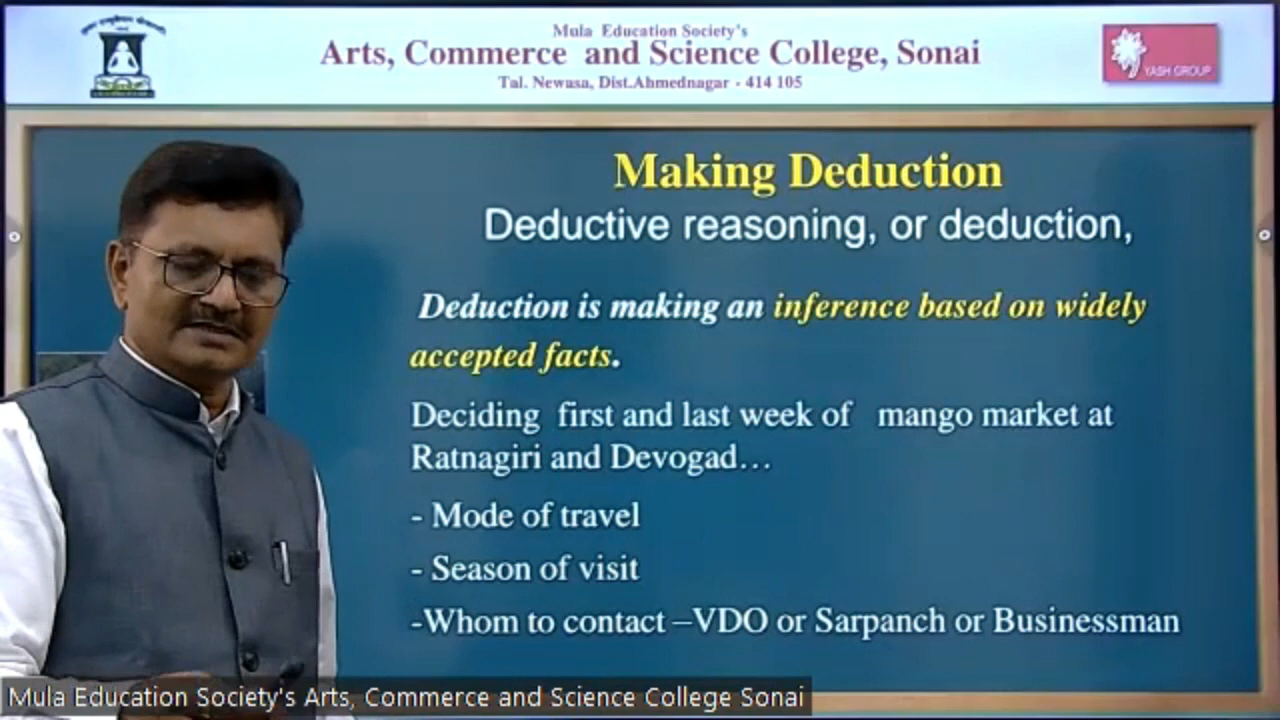 Mula Education Society's
Arts, Commerce and Science College, Sonai
Tal. Newasa, Dist.Ahmednagar - 414 105
YASH GROUP
Making Deduction
Deductive reasoning, or deduction,
Deduction is making an inference based on widely
accepted facts.
Deciding first and last week of mango market at
Ratnagiri and Devogad…
- Mode of travel
- Season of visit
-Whom to contact –VDO or Sarpanch or Businessman
Mula Education Society's Arts, Commerce and Science College Sonai